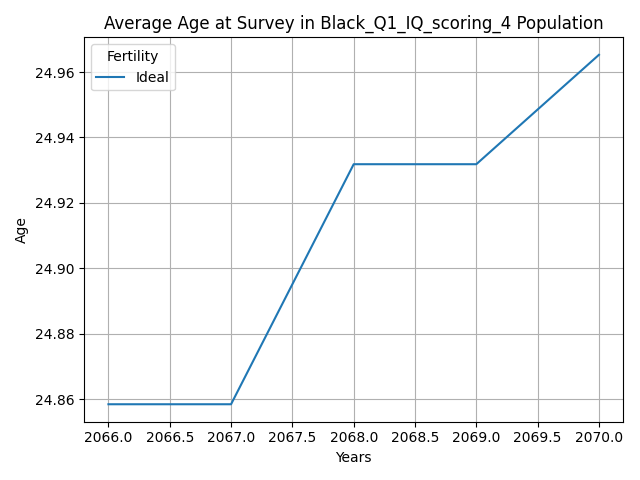 Average Age at Survey in Black_Q1_IQ_scoring_4 Population
Fertility
Ideal
24.96
24.94
24.92
24.90
24.88
24.86
Age
2066.0 2066.5 2067.0 2067.5 2068.0 2068.5 2069.0 2069.5 2070.0
Years